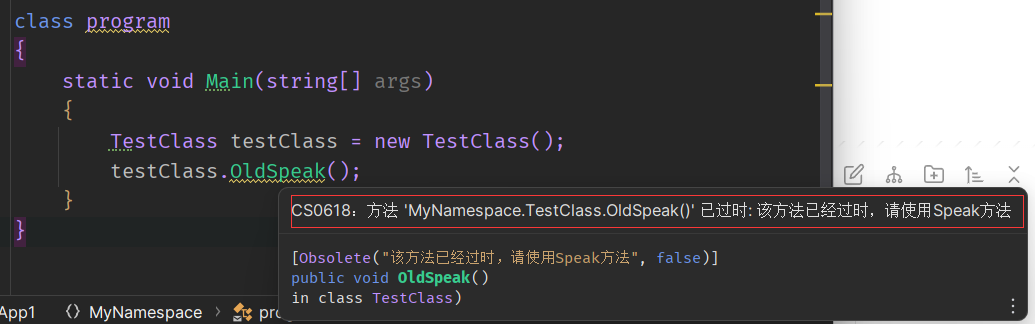 class program
{
static void Main(string[] args)
{
TestClass testClass = new TestClass();
testClass.OldSpeak();
}
}
CS0618：方法 'MyNamespace.TestClass.OldSpeak()' 已过时: 该方法已经过时，请使用Speak方法
[Obsolete("该方法已经过时，请使用Speak方法", false)]
public void OldSpeak()
in class TestClass)
App1 {} MyNamespace > pro